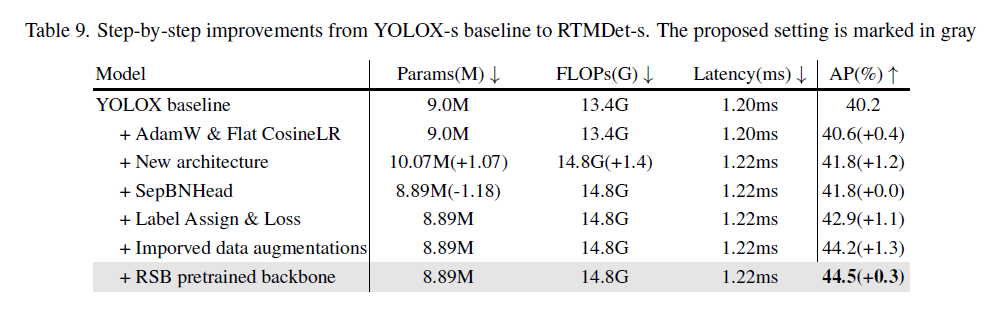 Table 9. Step-by-step improvements from YOLOX-s baseline to RTMDet-s. The proposed setting is marked in gray
Model Params(M) ↓ FLOPs(G) ↓ Latency(ms) ↓ AP(%) ↑
YOLOX baseline 9.0M 13.4G 1.20ms 40.2
+ AdamW & Flat CosineLR 9.0M 13.4G 1.20ms 40.6(+0.4)
+ New architecture 10.07M(+1.07) 14.8G(+1.4) 1.22ms 41.8(+1.2)
+ SepBNHead 8.89M(-1.18) 14.8G 1.22ms 41.8(+0.0)
+ Label Assign & Loss 8.89M 14.8G 1.22ms 42.9(+1.1)
+ Imporved data augmentations 8.89M 14.8G 1.22ms 44.2(+1.3)
+ RSB pretrained backbone 8.89M 14.8G 1.22ms 44.5(+0.3)